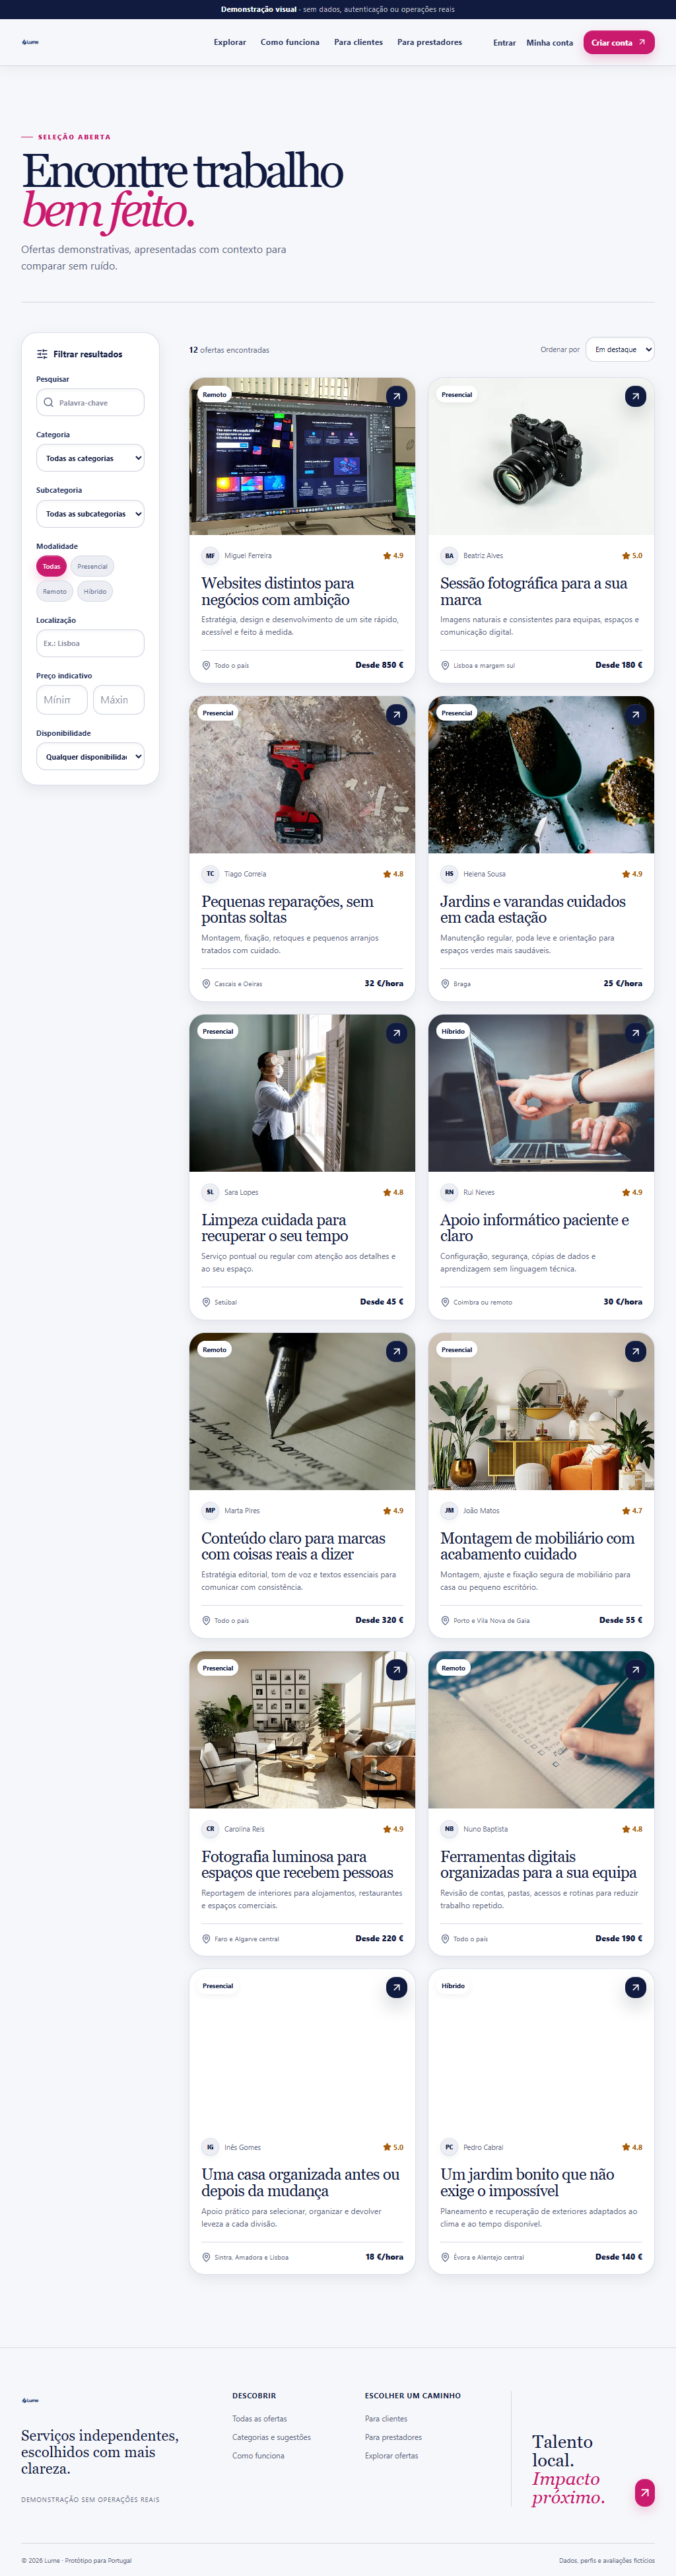 Demonstração visual · sem dados, autenticação ou operações reais
Lume
Explorar
Como funciona
Para clientes
Para prestadores
Entrar
Minha conta
Criar conta
SELEÇÃO ABERTA
Encontre trabalho
bem feito.
Ofertas demonstrativas, apresentadas com contexto para
comparar sem ruído.
Filtrar resultados
Pesquisar
Palavra-chave
Categoria
Todas as categorias
Subcategoria
Todas as subcategorias
Modalidade
Todas
Presencial
Remoto
Híbrido
Localização
Ex.: Lisboa
Preço indicativo
Mínim
Máxin
Disponibilidade
Qualquer disponibilidad
12 ofertas encontradas
Ordenar por
Em destaque
Remoto
MF Miguel Ferreira
4.9
Websites distintos para
negócios com ambição
Estratégia, design e desenvolvimento de um site rápido,
acessível e feito à medida.
Todo o país
Desde 850 €
Presencial
BA Beatriz Alves
5.0
Sessão fotográfica para a sua
marca
Imagens naturais e consistentes para equipas, espaços e
comunicação digital.
Lisboa e margem sul
Desde 180 €
Presencial
TC Tiago Correia
4.8
Pequenas reparações, sem
pontas soltas
Montagem, fixação, retoques e pequenos arranjos
tratados com cuidado.
Cascais e Oeiras
32 €/hora
Presencial
HS Helena Sousa
4.9
Jardins e varandas cuidados
em cada estação
Manutenção regular, poda leve e orientação para
espaços verdes mais saudáveis.
Braga
25 €/hora
Presencial
SL Sara Lopes
4.8
Limpeza cuidada para
recuperar o seu tempo
Serviço pontual ou regular com atenção aos detalhes e
ao seu espaço.
Setúbal
Desde 45 €
Híbrido
RN Rui Neves
4.9
Apoio informático paciente e
claro
Configuração, segurança, cópias de dados e
aprendizagem sem linguagem técnica.
Coimbra ou remoto
30 €/hora
Remoto
MP Marta Pires
4.9
Conteúdo claro para marcas
com coisas reais a dizer
Estratégia editorial, tom de voz e textos essenciais para
comunicar com consistência.
Todo o país
Desde 320 €
Presencial
JM João Matos
4.7
Montagem de mobiliário com
acabamento cuidado
Montagem, ajuste e fixação segura de mobiliário para
casa ou pequeno escritório.
Porto e Vila Nova de Gaia
Desde 55 €
Presencial
CR Carolina Reis
4.9
Fotografia luminosa para
espaços que recebem pessoas
Reportagem de interiores para alojamentos, restaurantes
e espaços comerciais.
Faro e Algarve central
Desde 220 €
Remoto
NB Nuno Baptista
4.8
Ferramentas digitais
organizadas para a sua equipa
Revisão de contas, pastas, acessos e rotinas para reduzir
trabalho repetido.
Todo o país
Desde 190 €
Presencial
IG Inês Gomes
5.0
Uma casa organizada antes ou
depois da mudança
Apoio prático para selecionar, organizar e devolver
leveza a cada divisão.
Sintra, Amadora e Lisboa
18 €/hora
Híbrido
PC Pedro Cabral
4.8
Um jardim bonito que não
exige o impossível
Planeamento e recuperação de exteriores adaptados ao
clima e ao tempo disponível.
Évora e Alentejo central
Desde 140 €
Lume
Serviços independentes,
escolhidos com mais
clareza.
DEMONSTRAÇÃO SEM OPERAÇÕES REAIS
DESCOBRIR
Todas as ofertas
Categorias e sugestões
Como funciona
ESCOLHER UM CAMINHO
Para clientes
Para prestadores
Explorar ofertas
Talento
local.
Impacto
próximo.
© 2026 Lume · Protótipo para Portugal
Dados, perfis e avaliações fictícios